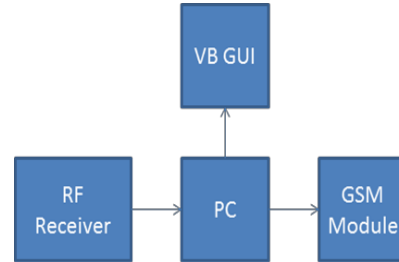 VB GUI
RF
Receiver
PC
GSM
Module